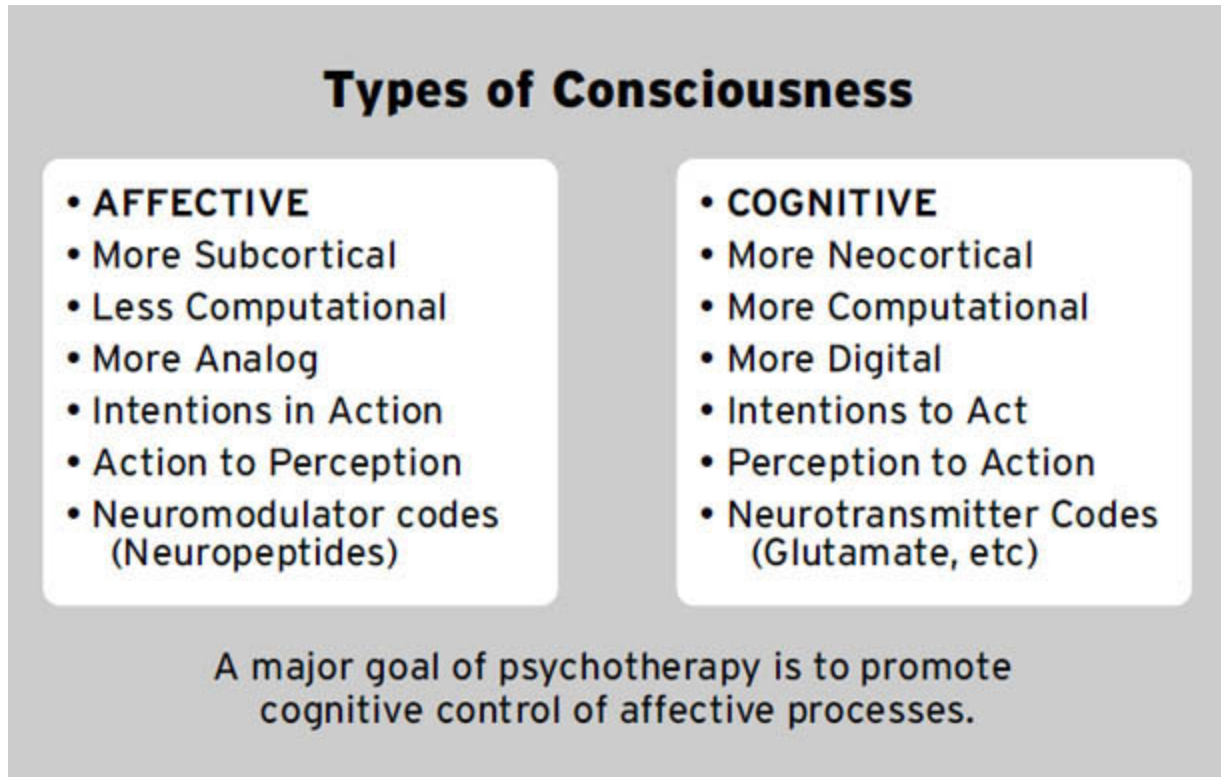 Types of Consciousness
• AFFECTIVE
• More Subcortical
• Less Computational
• More Analog
• Intentions in Action
• Action to Perception
• Neuromodulator codes
(Neuropeptides)
• COGNITIVE
• More Neocortical
• More Computational
• More Digital
• Intentions to Act
• Perception to Action
• Neurotransmitter Codes
(Glutamate, etc)
A major goal of psychotherapy is to promote
cognitive control of affective processes.